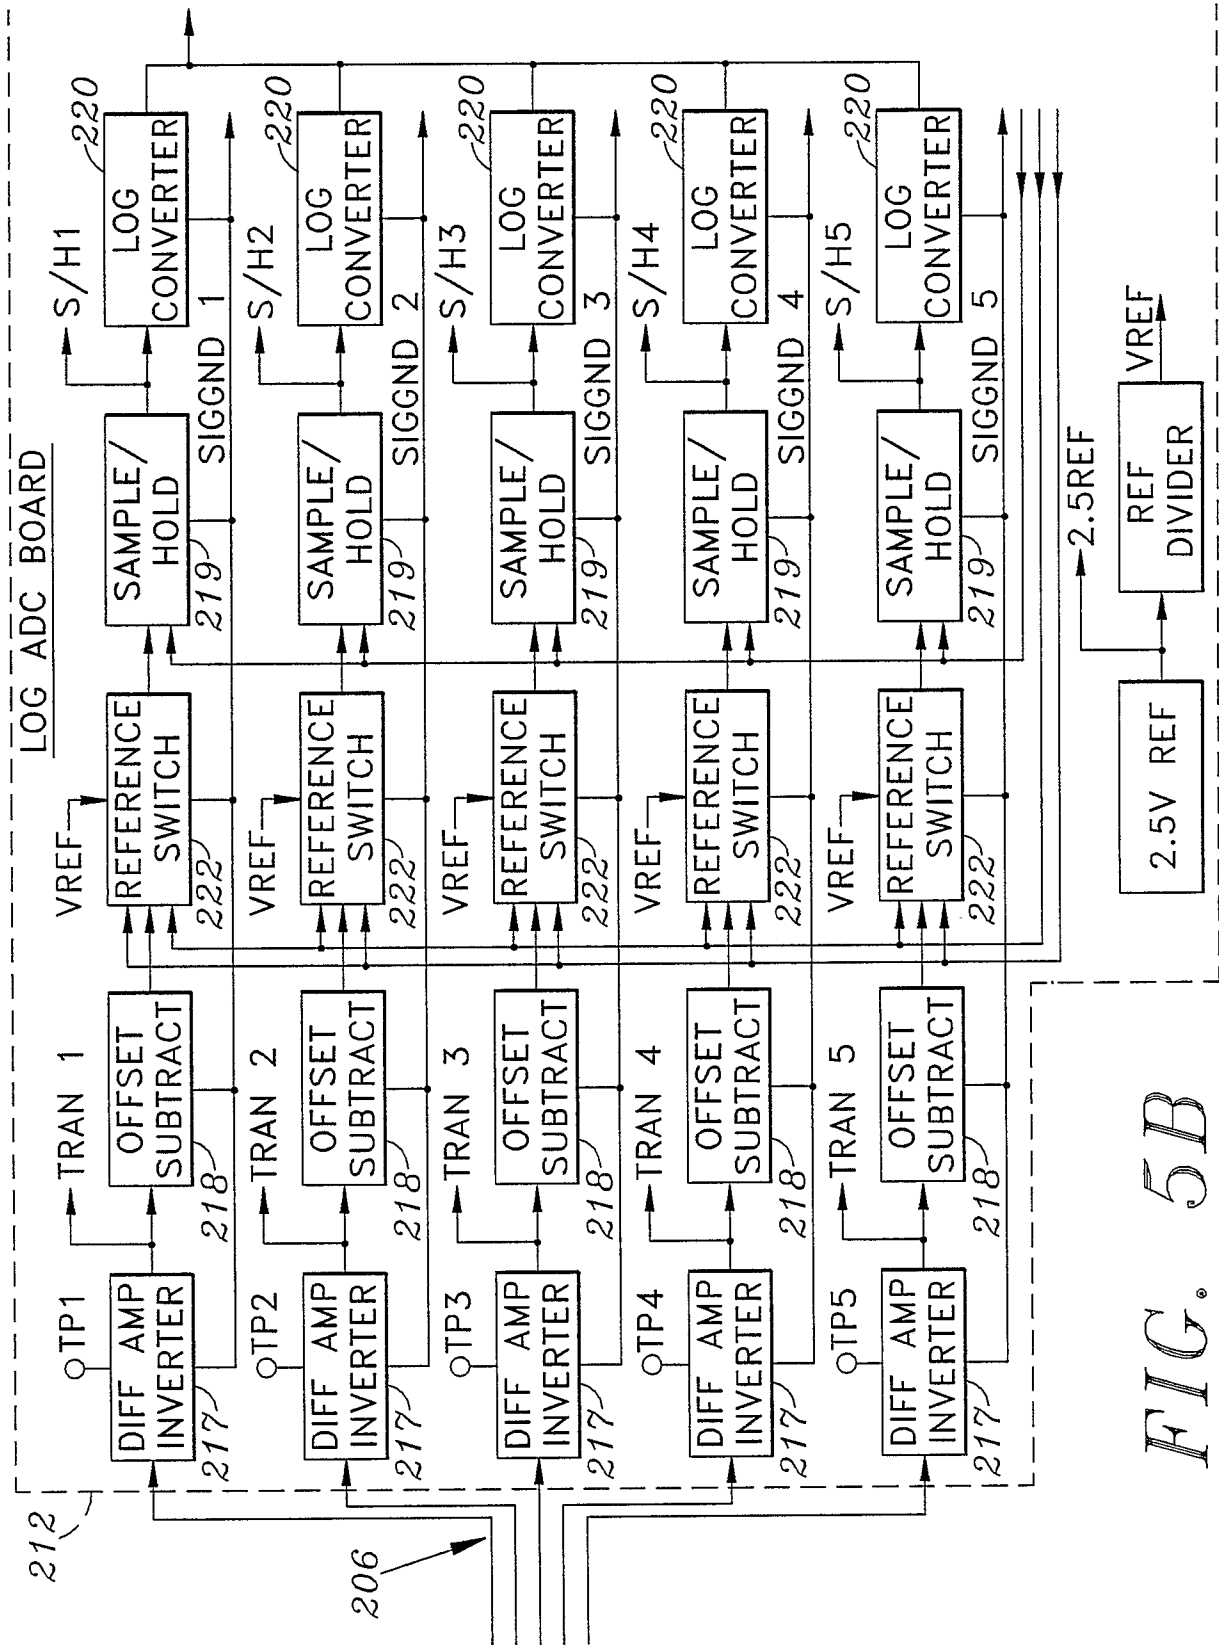 LOG ADC BOARD
212
206
TP1
DIFF AMP
INVERTER
217
TRAN 1
OFFSET
SUBTRACT
218
VREF
REFERENCE
SWITCH
222
SAMPLE/
HOLD
219
S/H1
LOG
CONVERTER
220
SIGGND 1
TP2
DIFF AMP
INVERTER
217
TRAN 2
OFFSET
SUBTRACT
218
VREF
REFERENCE
SWITCH
222
SAMPLE/
HOLD
219
S/H2
LOG
CONVERTER
220
SIGGND 2
TP3
DIFF AMP
INVERTER
217
TRAN 3
OFFSET
SUBTRACT
218
VREF
REFERENCE
SWITCH
222
SAMPLE/
HOLD
219
S/H3
LOG
CONVERTER
220
SIGGND 3
TP4
DIFF AMP
INVERTER
217
TRAN 4
OFFSET
SUBTRACT
218
VREF
REFERENCE
SWITCH
222
SAMPLE/
HOLD
219
S/H4
LOG
CONVERTER
220
SIGGND 4
TP5
DIFF AMP
INVERTER
217
TRAN 5
OFFSET
SUBTRACT
218
VREF
REFERENCE
SWITCH
222
SAMPLE/
HOLD
219
S/H5
LOG
CONVERTER
220
SIGGND 5
2.5V REF
2.5REF
REF
DIVIDER
VREF
FIG. 5B